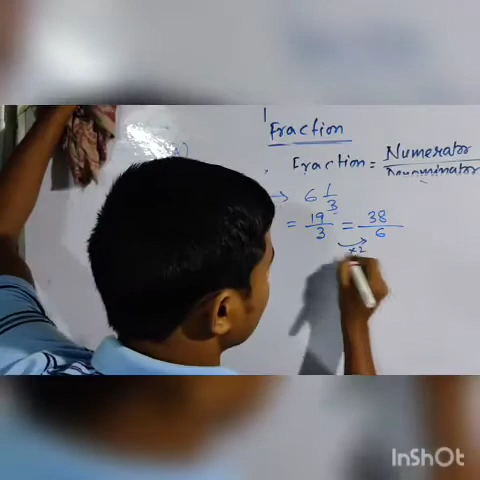 Fraction
Fraction = Numerator / Denominator
→ 6 1/3
= 19/3 = 38/6
×2
InShOt